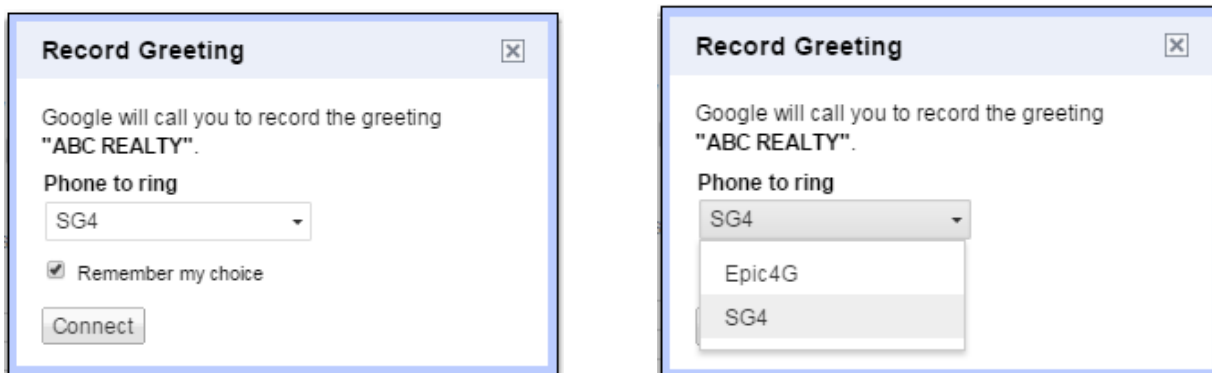 Record Greeting
Google will call you to record the greeting
"ABC REALTY".
Phone to ring
SG4
Remember my choice
Connect
Record Greeting
Google will call you to record the greeting
"ABC REALTY".
Phone to ring
SG4
Epic4G
SG4